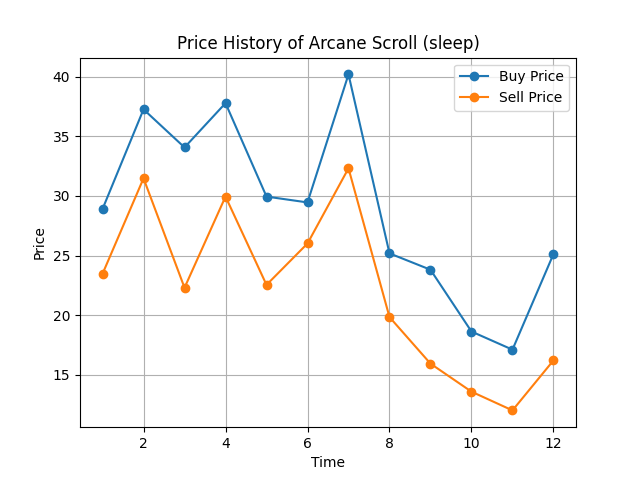 Price History of Arcane Scroll (sleep)
Buy Price
Sell Price
40
35
30
25
20
15
Price
2 4 6 8 10 12
Time